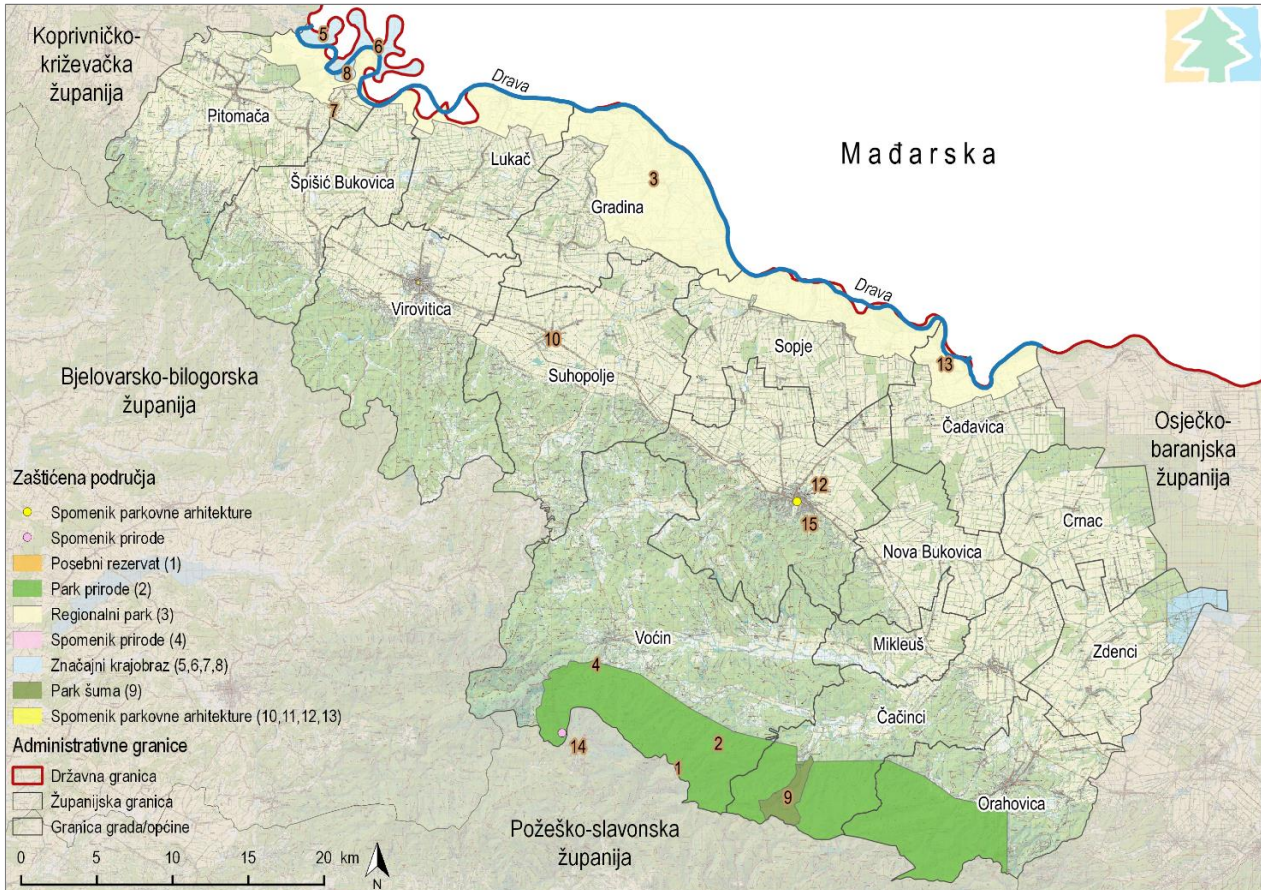 Koprivničko-
križevačka
županija
5
6
8
7
Pitomača
Drava
Mađarska
Lukač
Špišić Bukovica
3
Gradina
Virovitica
Drava
10
Suhopolje
Sopje
13
Bjelovarsko-bilogorska
županija
Čađavica
Osječko-
baranjska
županija
12
15
Crnac
Nova Bukovica
Voćin
Mikleuš
Zdenci
4
Čačinci
14
2
1
9
Orahovica
Požeško-slavonska
županija
Zaštićena područja
Spomenik parkovne arhitekture
Spomenik prirode
Posebni rezervat (1)
Park prirode (2)
Regionalni park (3)
Spomenik prirode (4)
Značajni krajobraz (5,6,7,8)
Park šuma (9)
Spomenik parkovne arhitekture (10,11,12,13)
Administrativne granice
Državna granica
Županijska granica
Granica grada/općine
0 5 10 15 20 km
N